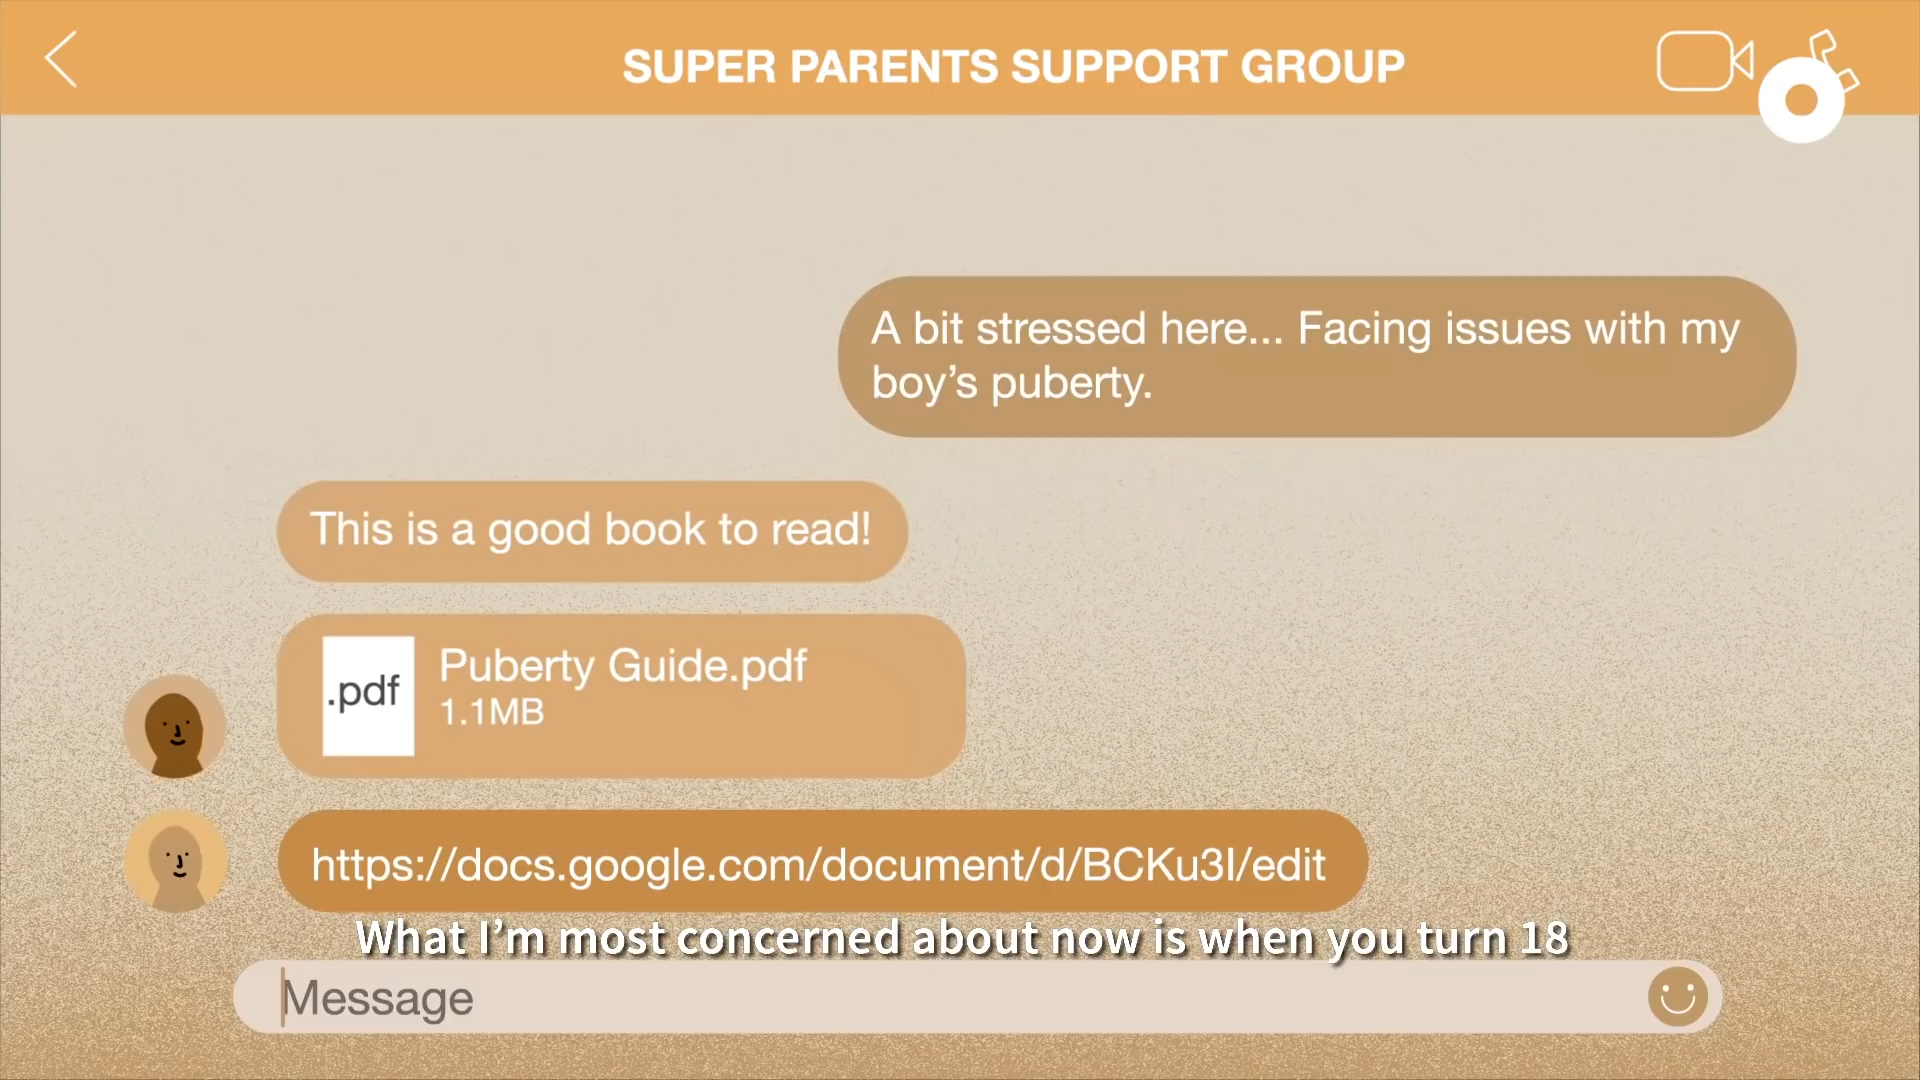 SUPER PARENTS SUPPORT GROUP
A bit stressed here... Facing issues with my
boy's puberty.
This is a good book to read!
.pdf
Puberty Guide.pdf
1.1MB
https://docs.google.com/document/d/BCKu3l/edit
What I'm most concerned about now is when you turn 18
Message